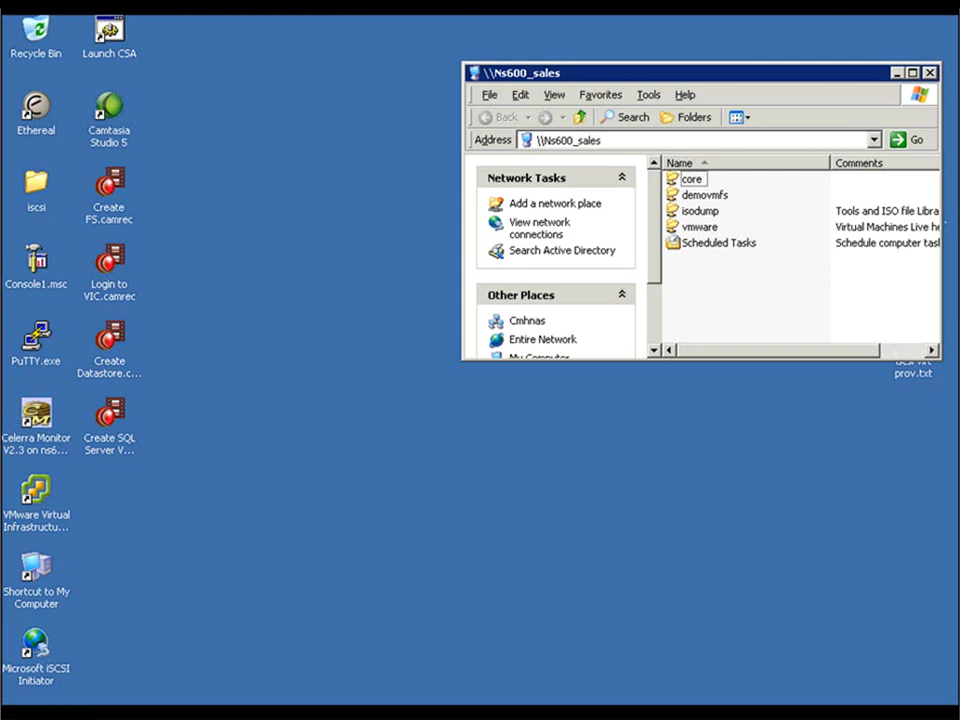 Recycle Bin
Launch CSA
Ethereal
Camtasia
Studio 5
iscsi
Create
FS.camrec
Console1.msc
Login to
VIC.camrec
PuTTY.exe
Create
Datastore.c...
Celerra Monitor
V2.3 on ns6...
Create SQL
Server V...
VMware Virtual
Infrastructu...
Shortcut to My
Computer
Microsoft iSCSI
Initiator
\\Ns600_sales
File Edit View Favorites Tools Help
Back Search Folders
Address \\Ns600_sales Go
Network Tasks
Add a network place
View network
connections
Search Active Directory
Other Places
Cmhnas
Entire Network
My Computer
Name Comments
core
demovmfs
isodump Tools and ISO file Libra
vmware Virtual Machines Live he
Scheduled Tasks Schedule computer tasl
prov.txt